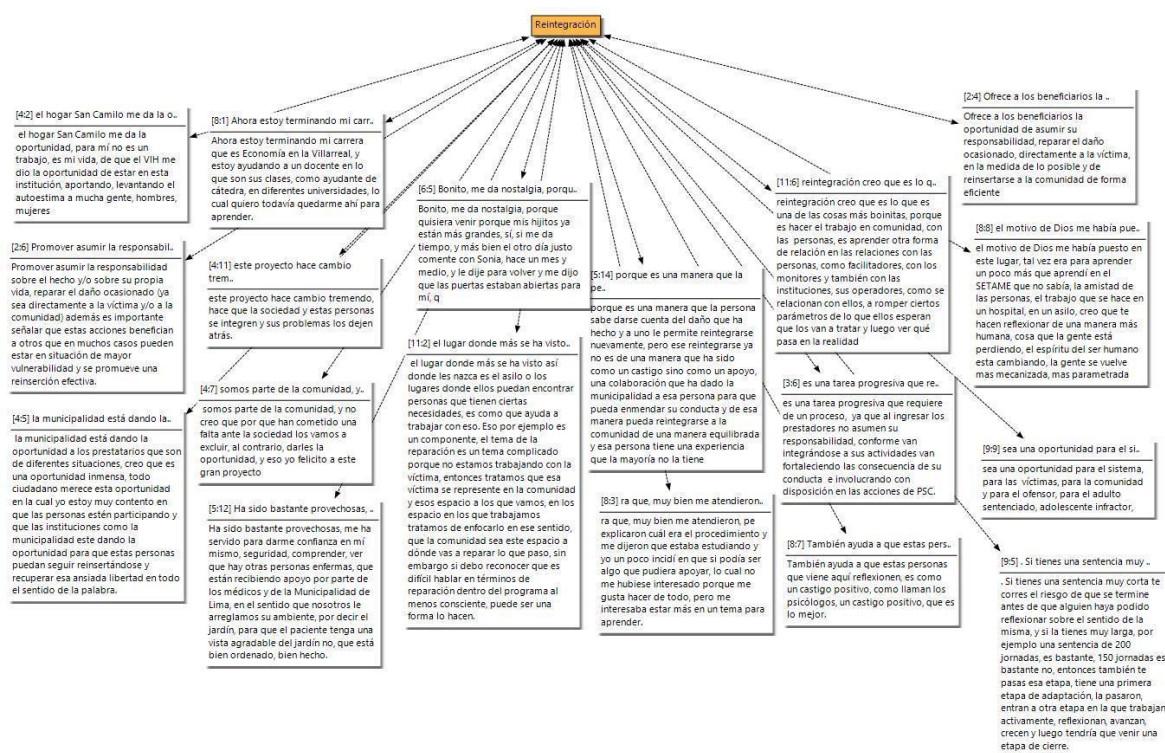 Reintegración
[4:2] el hogar San Camilo me da la o..
el hogar San Camilo me da la
oportunidad, para mí no es un
trabajo, es mi vida, de que el VIH me
dio la oportunidad de estar en esta
institución, aportando, levantando el
autoestima a mucha gente, hombres,
mujeres
[8:1] Ahora estoy terminando mi carr..
Ahora estoy terminando mi carrera
que es Economía en la Villarreal, y
estoy ayudando a un docente en lo
que son sus clases, como ayudante de
cátedra, en diferentes universidades, lo
cual quiero todavía quedarme ahí para
aprender.
[2:4] Ofrece a los beneficiarios la ..
Ofrece a los beneficiarios la
oportunidad de asumir su
responsabilidad, reparar el daño
ocasionado, directamente a la víctima,
en la medida de lo posible y de
reinsertarse a la comunidad de forma
eficiente
[6:5] Bonito, me da nostalgia, porqu..
Bonito, me da nostalgia, porque
quisiera venir porque mis hijitos ya
están más grandes, sí, si me da
tiempo, y más bien el otro día justo
comente con Sonia, hace un mes y
medio, y le dije para volver y me dijo
que las puertas estaban abiertas para
mí, q
[11:6] reintegración creo que es lo q..
reintegración creo que es lo que es
una de las cosas más boinitas, porque
es hacer el trabajo en comunidad, con
las  personas, es aprender otra forma
de relación en las relaciones con las
personas, como facilitadores, con los
monitores y también con las
instituciones, sus operadores, como se
relacionan con ellos, a romper ciertos
parámetros de lo que ellos esperan
que los van a tratar y luego ver qué
pasa en la realidad
[8:8] el motivo de Dios me había pue..
el motivo de Dios me había puesto en
este lugar, tal vez era para aprender
un poco más que aprendí en el
SETAME que no sabía, la amistad de
las personas, el trabajo que se hace en
un hospital, en un asilo, creo que te
hacen reflexionar de una manera más
humana, cosa que la gente está
perdiendo, el espíritu del ser humano
esta cambiando, la gente se vuelve
mas mecanizada, mas parametrada
[2:6] Promover asumir la responsabil..
Promover asumir la responsabilidad
sobre el hecho y/o sobre su propia
vida, reparar el daño ocasionado (ya
sea directamente a la víctima y/o a la
comunidad) además es importante
señalar que estas acciones benefician
a otros que en muchos casos pueden
estar en situación de mayor
vulnerabilidad y se promueve una
reinserción efectiva.
[4:11] este proyecto hace cambio
trem..
este proyecto hace cambio tremendo,
hace que la sociedad y estas personas
se integren y sus problemas los dejen
atrás.
[5:14] porque es una manera que la
pe..
porque es una manera que la persona
sabe darse cuenta del daño que ha
hecho y a uno le permite reintegrarse
nuevamente, pero ese reintegrarse ya
no es de una manera que ha sido
como un castigo sino como un apoyo,
una colaboración que ha dado la
municipalidad a esa persona para que
pueda enmendar su conducta y de esa
manera pueda reintegrarse a la
comunidad de una manera equilibrada
y esa persona tiene una experiencia
que la mayoría no la tiene
[11:2] el lugar donde más se ha visto..
el lugar donde más se ha visto así
donde les nazca es el asilo o los
lugares donde ellos puedan encontrar
personas que tienen ciertas
necesidades, es como que ayuda a
trabajar con eso. Eso por ejemplo es
un componente, el tema de la
reparación es un tema complicado
porque no estamos trabajando con la
víctima, entonces tratamos que esa
víctima se represente en la comunidad
y esos espacio a los que vamos, en los
espacio en los que trabajamos
tratamos de enfocarlo en ese sentido,
que la comunidad sea este espacio a
dónde vas a reparar lo que paso, sin
embargo si debo reconocer que es
difícil hablar en términos de
reparación dentro del programa al
menos consciente, puede ser una
forma lo hacen.
[4:7] somos parte de la comunidad, y..
somos parte de la comunidad, y no
creo que por que han cometido una
falta ante la sociedad los vamos a
excluir, al contrario, darles la
oportunidad, y eso yo felicito a este
gran proyecto
[3:6] es una tarea progresiva que re..
es una tarea progresiva que requiere
de un proceso,  ya que al ingresar los
prestadores no asumen su
responsabilidad, conforme van
integrándose a sus actividades van
fortaleciendo las consecuencia de su
conducta  e involucrando con
disposición en las acciones de PSC.
[4:5] la municipalidad está dando la..
la municipalidad está dando la
oportunidad a los prestatarios que son
de diferentes situaciones, creo que es
una oportunidad inmensa, todo
ciudadano merece esta oportunidad
en la cual yo estoy muy contento en
que las personas estén participando y
que las instituciones como la
municipalidad este dando la
oportunidad para que estas personas
puedan seguir reinsertándose y
recuperar esa ansiada libertad en todo
el sentido de la palabra.
[9:9] sea una oportunidad para el si..
sea una oportunidad para el sistema,
para las  víctimas, para la comunidad
y para el ofensor, para el adulto
sentenciado, adolescente infractor,
[8:3] ra que, muy bien me atendieron..
ra que, muy bien me atendieron, pe
explicaron cuál era el procedimiento y
me dijeron que estaba estudiando y
yo un poco incidí en que si podía ser
algo que pudiera apoyar, lo cual no
me hubiese interesado porque me
gusta hacer de todo, pero me
interesaba estar más en un tema para
aprender.
[5:12] Ha sido bastante provechosas, ..
Ha sido bastante provechosas, me ha
servido para darme confianza en mí
mismo, seguridad, comprender, ver
que hay otras personas enfermas, que
están recibiendo apoyo por parte de
los médicos y de la Municipalidad de
Lima, en el sentido que nosotros le
arreglamos su ambiente, por decir el
jardín, para que el paciente tenga una
vista agradable del jardín no, que está
bien ordenado, bien hecho.
[8:7] También ayuda a que estas pers..
También ayuda a que estas personas
que viene aquí reflexionen, es como
un castigo positivo, como llaman los
psicólogos, un castigo positivo, que es
lo mejor.
[9:5] . Si tienes una sentencia muy ..
. Si tienes una sentencia muy corta te
corres el riesgo de que se termine
antes de que alguien haya podido
reflexionar sobre el sentido de la
misma, y si la tienes muy larga, por
ejemplo una sentencia de 200
jornadas, es bastante, 150 jornadas es
bastante no, entonces también te
pasas esa etapa, tiene una primera
etapa de adaptación, la pasaron,
entran a otra etapa en la que trabajan
activamente, reflexionan, avanzan,
crecen y luego tendría que venir una
etapa de cierre.